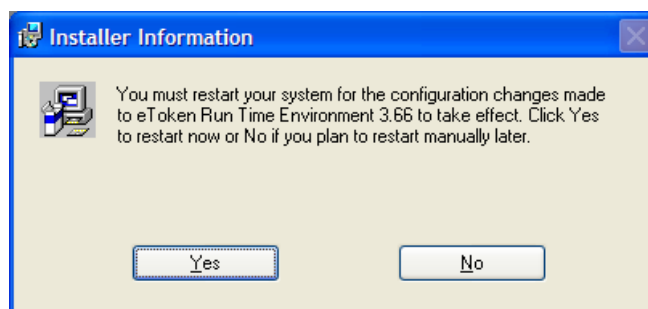 Installer Information
You must restart your system for the configuration changes made
to eToken Run Time Environment 3.66 to take effect. Click Yes
to restart now or No if you plan to restart manually later.
Yes
No